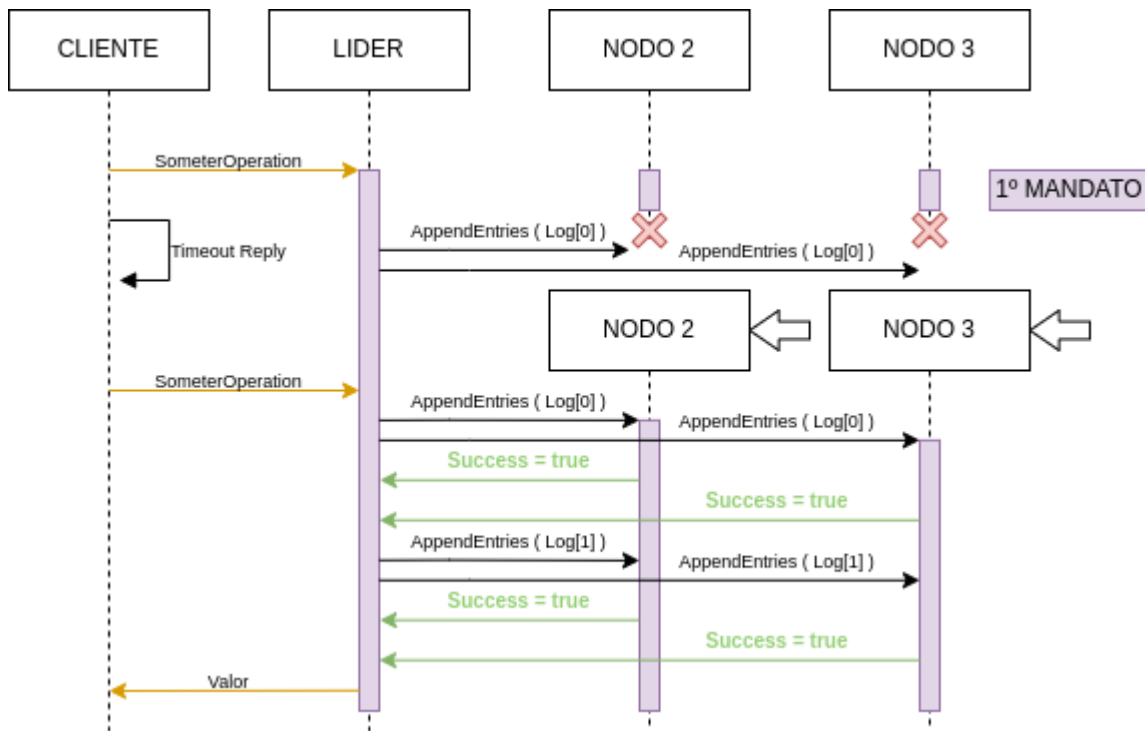 CLIENTE
LIDER
NODO 2
NODO 3
SometerOperation
1º MANDATO
AppendEntries ( Log[0] )
Timeout Reply
AppendEntries ( Log[0] )
NODO 2
NODO 3
SometerOperation
AppendEntries ( Log[0] )
AppendEntries ( Log[0] )
Success = true
Success = true
AppendEntries ( Log[1] )
AppendEntries ( Log[1] )
Success = true
Success = true
Valor